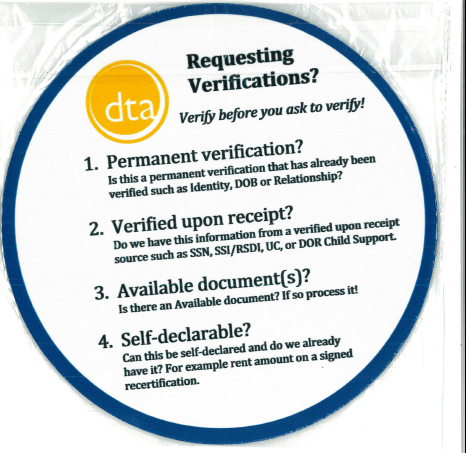 Requesting
Verifications?
dta
Verify before you ask to verify!
1. Permanent verification?
Is this a permanent verification that has already been
verified such as Identity, DOB or Relationship?
2. Verified upon receipt?
Do we have this information from a verified upon receipt
source such as SSN, SSI/RSDI, UC, or DOR Child Support.
3. Available document(s)?
Is there an Available document? If so process it!
4. Self-declarable?
Can this be self-declared and do we already
have it? For example rent amount on a signed
recertification.